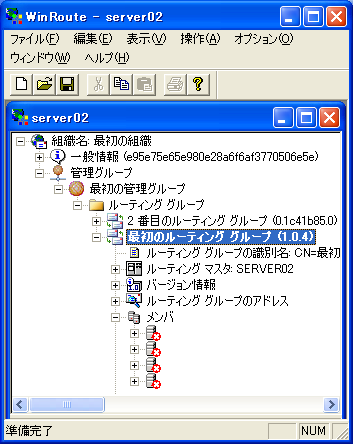 WinRoute - server02
ファイル(F) 編集(E) 表示(V) 操作(A) オプション(O)
ウィンドウ(W) ヘルプ(H)
server02
組織名: 最初の組織
一般情報 (e95e75e65e980e28a6f6af3770506e5e)
管理グループ
最初の管理グループ
ルーティング グループ
2 番目のルーティング グループ (0.1c41b85.0)
最初のルーティング グループ (1.0.4)
ルーティング グループの識別名: CN=最初
ルーティング マスタ: SERVER02
バージョン情報
ルーティング グループのアドレス
メンバ
準備完了
NUM